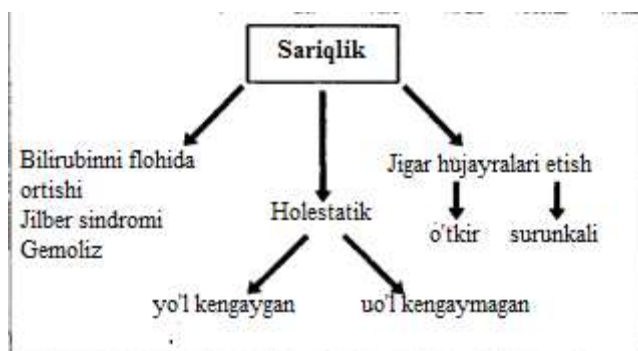 Sariqlik
Bilirubinni flohida
ortishi
Jilber sindromi
Gemoliz
Holestatik
Jigar hujayralari etish
o'tkir
surunkali
yo'l kengaygan
uo'l kengaymagan